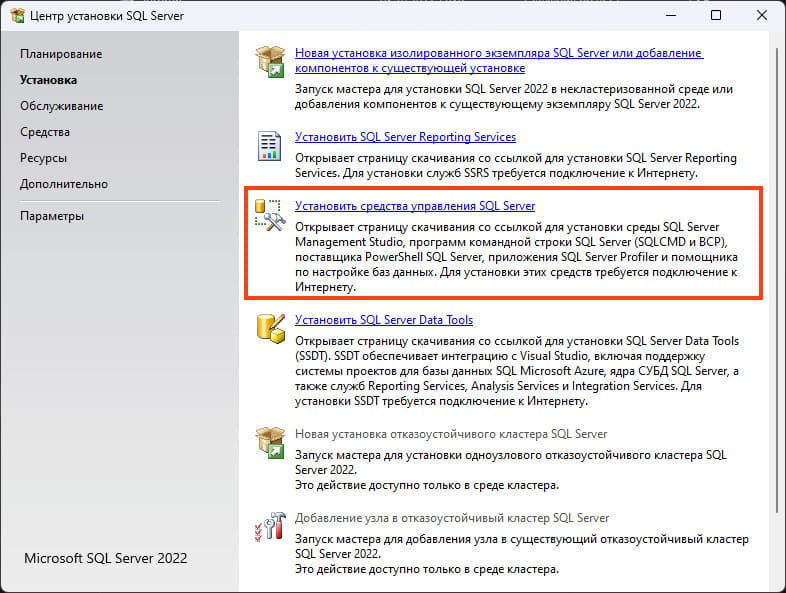 Центр установки SQL Server
Планирование
Установка
Обслуживание
Средства
Ресурсы
Дополнительно
Параметры
Microsoft SQL Server 2022
Новая установка изолированного экземпляра SQL Server или добавление
компонентов к существующей установке
Запуск мастера для установки SQL Server 2022 в некластеризованной среде или
добавления компонентов к существующему экземпляру SQL Server 2022.
Установить SQL Server Reporting Services
Открывает страницу скачивания со ссылкой для установки SQL Server Reporting
Services. Для установки служб SSRS требуется подключение к Интернету.
Установить средства управления SQL Server
Открывает страницу скачивания со ссылкой для установки среды SQL Server
Management Studio, программ командной строки SQL Server (SQLCMD и BCP),
поставщика PowerShell SQL Server, приложения SQL Server Profiler и помощника
по настройке баз данных. Для установки этих средств требуется подключение к
Интернету.
Установить SQL Server Data Tools
Открывает страницу скачивания со ссылкой для установки SQL Server Data Tools
(SSDT). SSDT обеспечивает интеграцию с Visual Studio, включая поддержку
системы проектов для базы данных SQL Microsoft Azure, ядра СУБД SQL Server, а
также служб Reporting Services, Analysis Services и Integration Services. Для
установки SSDT требуется подключение к Интернету.
Новая установка отказоустойчивого кластера SQL Server
Запуск мастера для установки одноузлового отказоустойчивого кластера SQL
Server 2022.
Это действие доступно только в среде кластера.
Добавление узла в отказоустойчивый кластер SQL Server
Запуск мастера для добавления узла в существующий отказоустойчивый кластер
SQL Server 2022.
Это действие доступно только в среде кластера.